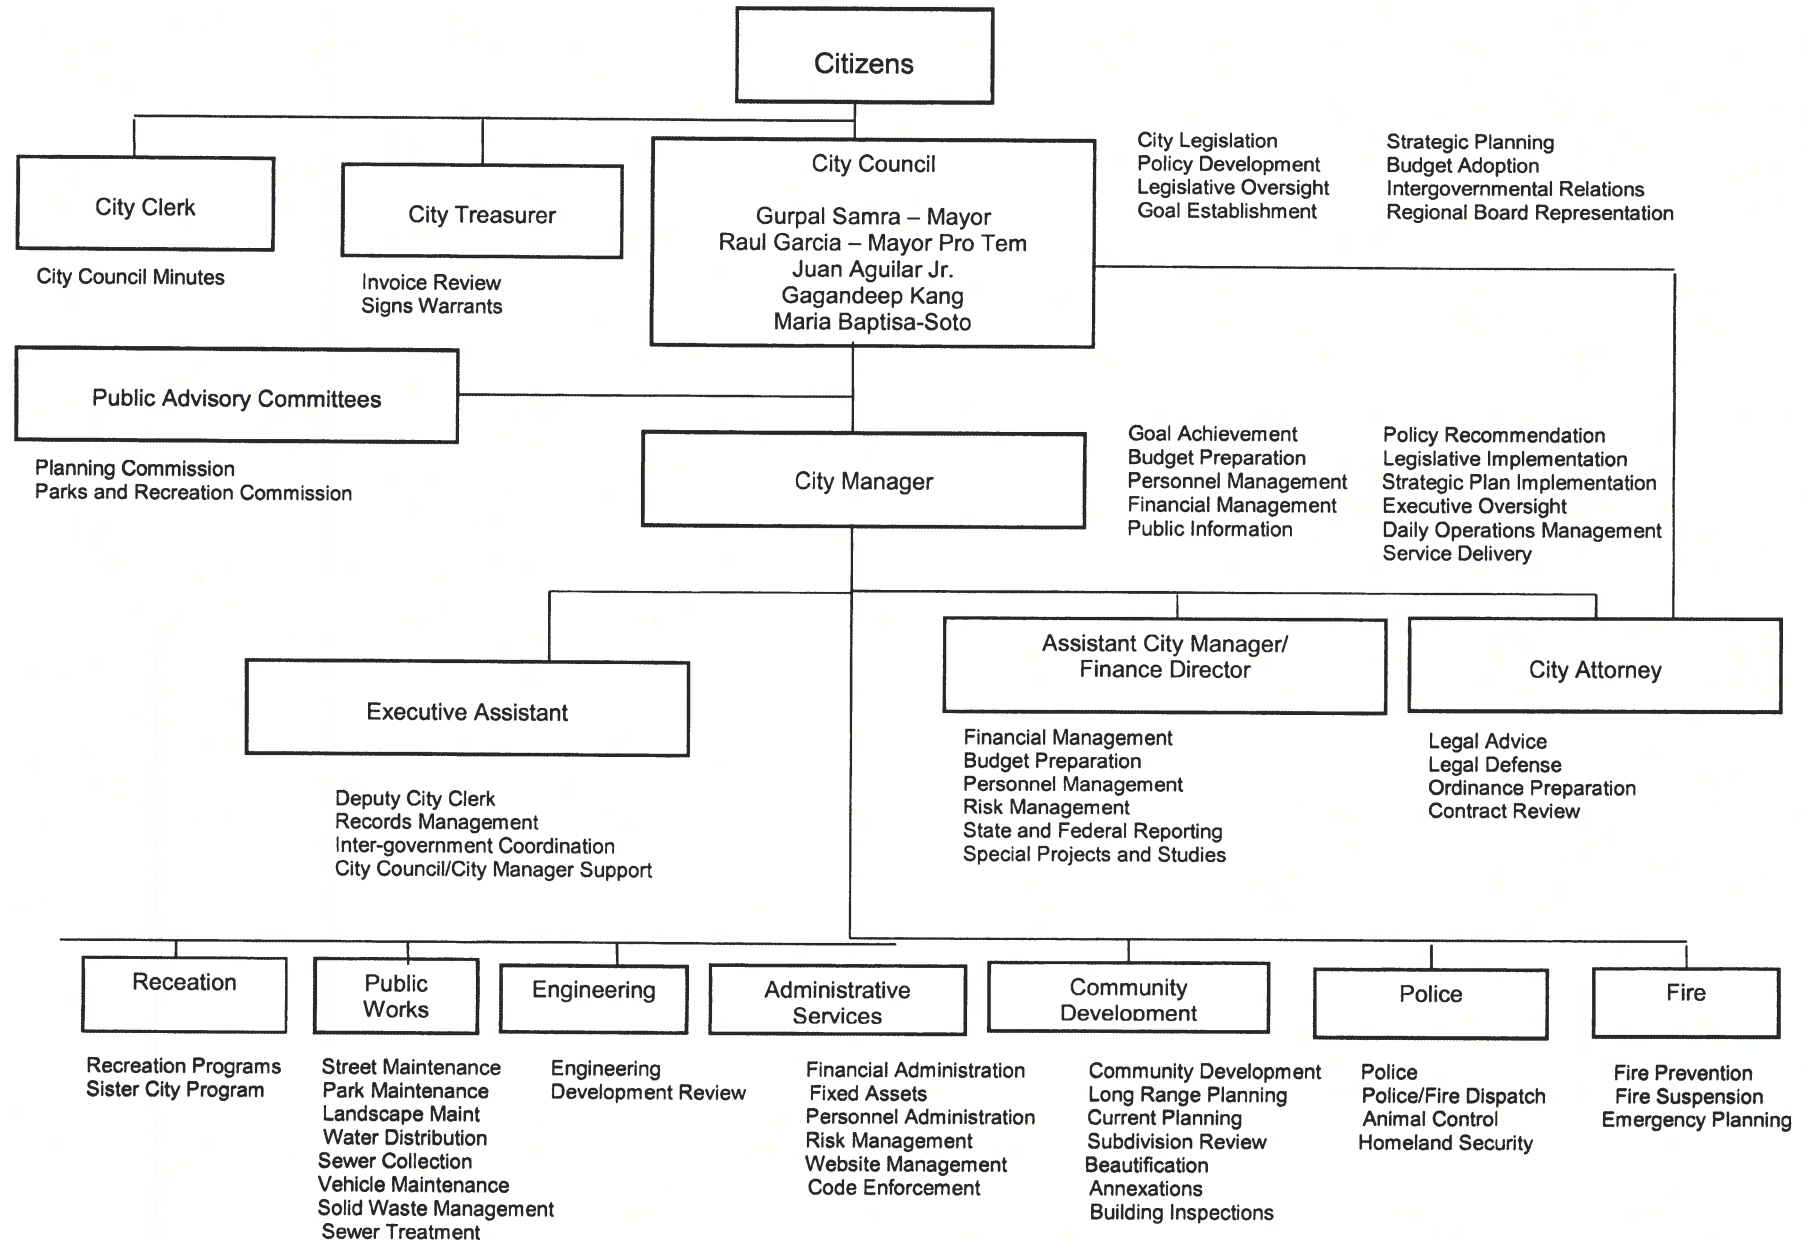 Citizens
City Clerk
City Council Minutes
City Treasurer
Invoice Review
Signs Warrants
City Council
Gurpal Samra – Mayor
Raul Garcia – Mayor Pro Tem
Juan Aguilar Jr.
Gagandeep Kang
Maria Baptisa-Soto
City Legislation
Policy Development
Legislative Oversight
Goal Establishment
Strategic Planning
Budget Adoption
Intergovernmental Relations
Regional Board Representation
Public Advisory Committees
Planning Commission
Parks and Recreation Commission
City Manager
Goal Achievement
Budget Preparation
Personnel Management
Financial Management
Public Information
Policy Recommendation
Legislative Implementation
Strategic Plan Implementation
Executive Oversight
Daily Operations Management
Service Delivery
Executive Assistant
Deputy City Clerk
Records Management
Inter-government Coordination
City Council/City Manager Support
Assistant City Manager/
Finance Director
Financial Management
Budget Preparation
Personnel Management
Risk Management
State and Federal Reporting
Special Projects and Studies
City Attorney
Legal Advice
Legal Defense
Ordinance Preparation
Contract Review
Receation
Recreation Programs
Sister City Program
Public
Works
Street Maintenance
Park Maintenance
Landscape Maint
Water Distribution
Sewer Collection
Vehicle Maintenance
Solid Waste Management
Sewer Treatment
Engineering
Engineering
Development Review
Administrative
Services
Financial Administration
Fixed Assets
Personnel Administration
Risk Management
Website Management
Code Enforcement
Community
Development
Community Development
Long Range Planning
Current Planning
Subdivision Review
Beautification
Annexations
Building Inspections
Police
Police
Police/Fire Dispatch
Animal Control
Homeland Security
Fire
Fire Prevention
Fire Suspension
Emergency Planning